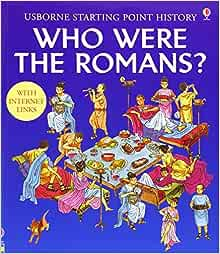 USBORNE STARTING POINT HISTORY
WHO WERE
THE ROMANS?
WITH
INTERNET
LINKS